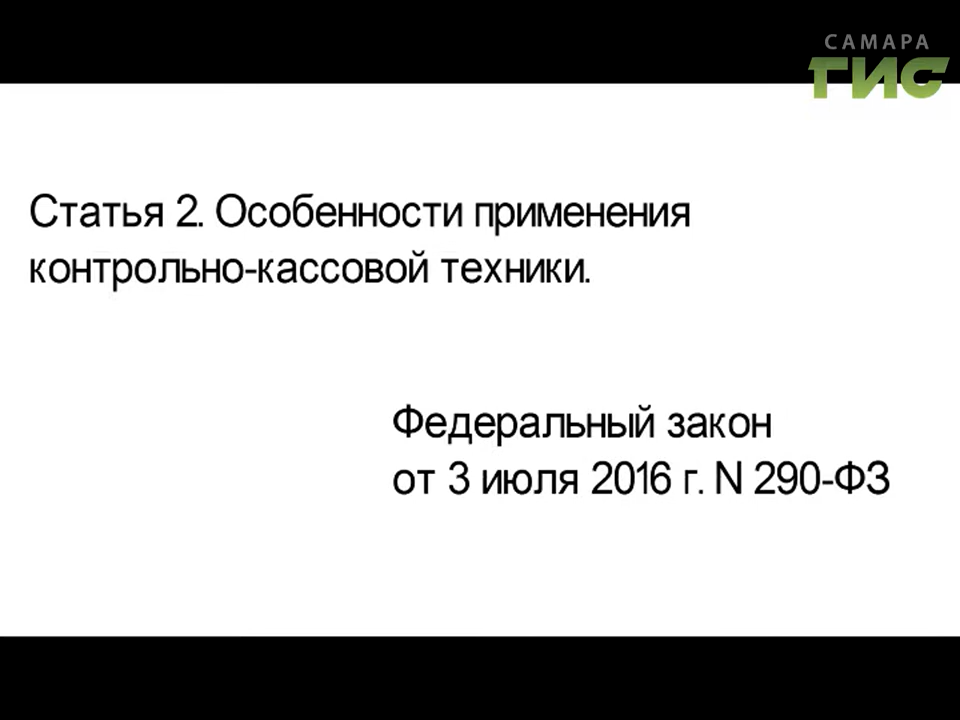 САМАРА
ГИС
Статья 2. Особенности применения
контрольно-кассовой техники.
Федеральный закон
от 3 июля 2016 г. N 290-ФЗ